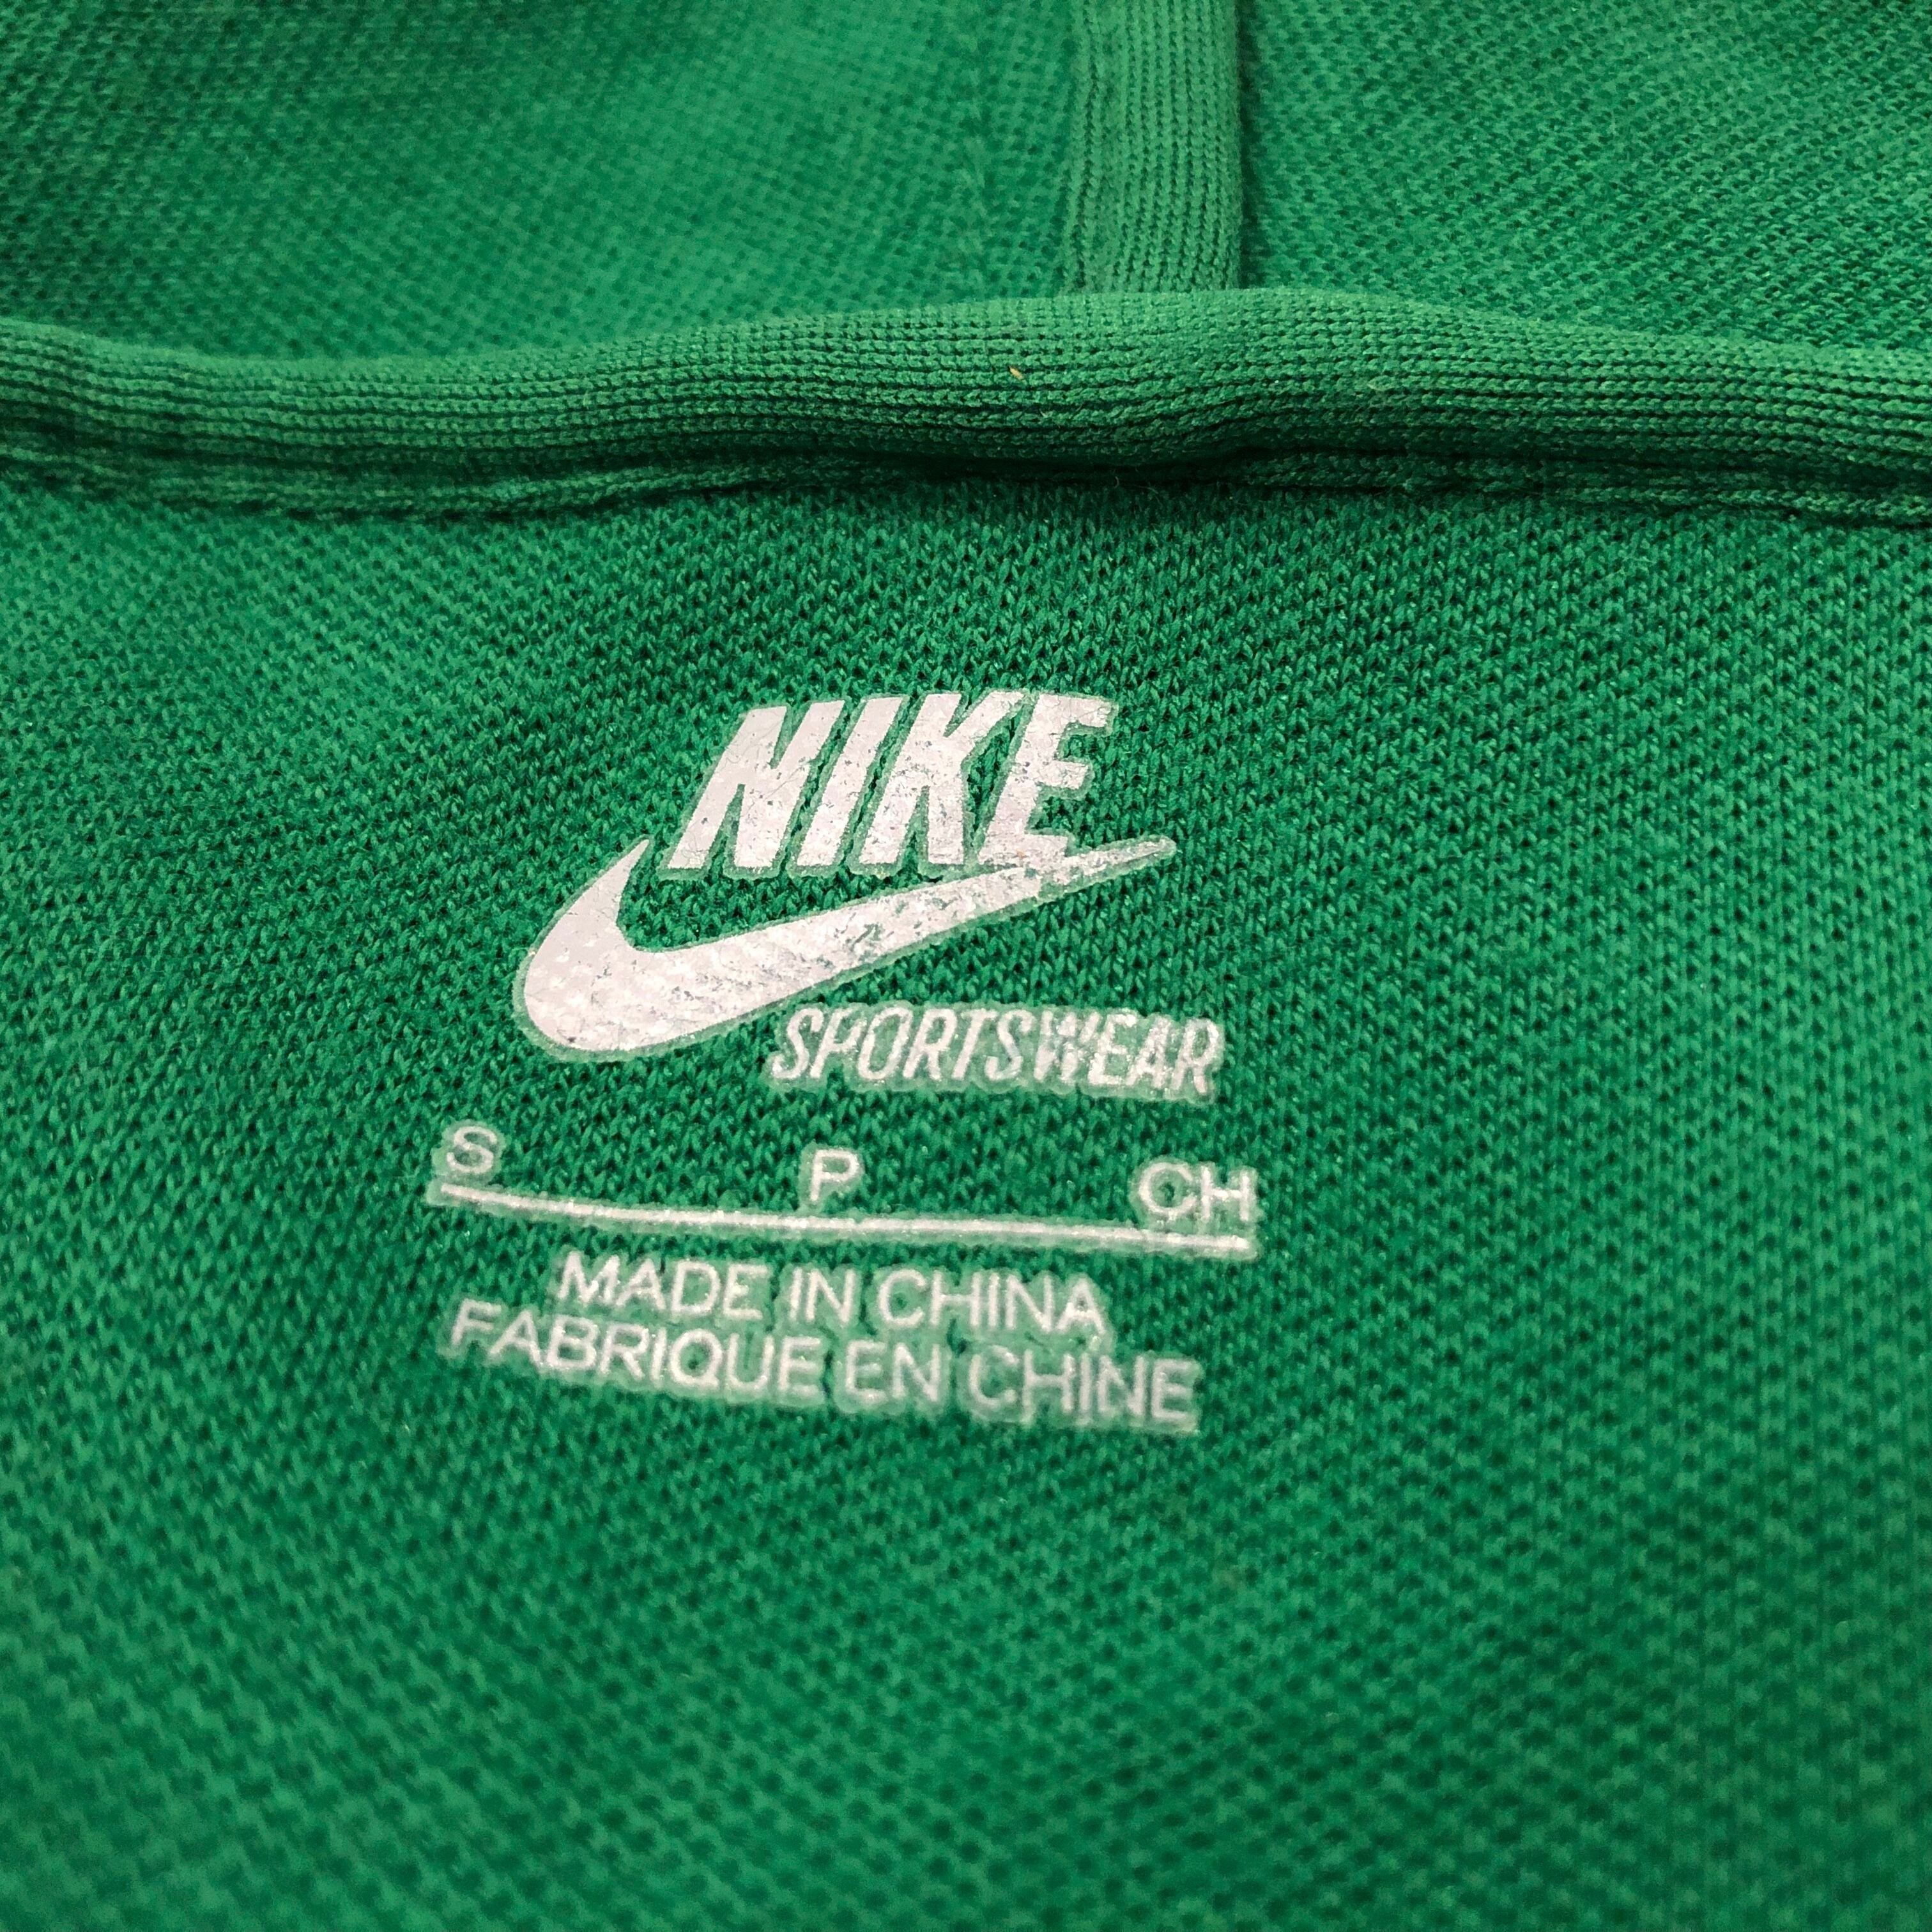 NIKE
SPORTSWEAR
S P CH
MADE IN CHINA
FABRIQUE EN CHINE